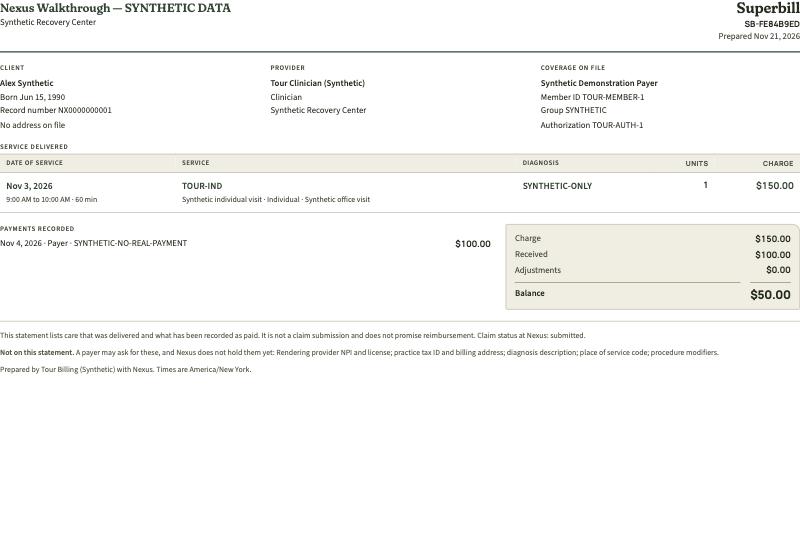 Nexus Walkthrough — SYNTHETIC DATA
Synthetic Recovery Center
Superbill
SB-FE84B9ED
Prepared Nov 21, 2026
CLIENT
Alex Synthetic
Born Jun 15, 1990
Record number NX0000000001
No address on file
PROVIDER
Tour Clinician (Synthetic)
Clinician
Synthetic Recovery Center
COVERAGE ON FILE
Synthetic Demonstration Payer
Member ID TOUR-MEMBER-1
Group SYNTHETIC
Authorization TOUR-AUTH-1
SERVICE DELIVERED
DATE OF SERVICE SERVICE DIAGNOSIS UNITS CHARGE
Nov 3, 2026 TOUR-IND SYNTHETIC-ONLY 1 $150.00
9:00 AM to 10:00 AM · 60 min Synthetic individual visit · Individual · Synthetic office visit
PAYMENTS RECORDED
Nov 4, 2026 · Payer · SYNTHETIC-NO-REAL-PAYMENT $100.00
Charge $150.00
Received $100.00
Adjustments $0.00
Balance $50.00
This statement lists care that was delivered and what has been recorded as paid. It is not a claim submission and does not promise reimbursement. Claim status at Nexus: submitted.
Not on this statement. A payer may ask for these, and Nexus does not hold them yet: Rendering provider NPI and license; practice tax ID and billing address; diagnosis description; place of service code; procedure modifiers.
Prepared by Tour Billing (Synthetic) with Nexus. Times are America/New York.